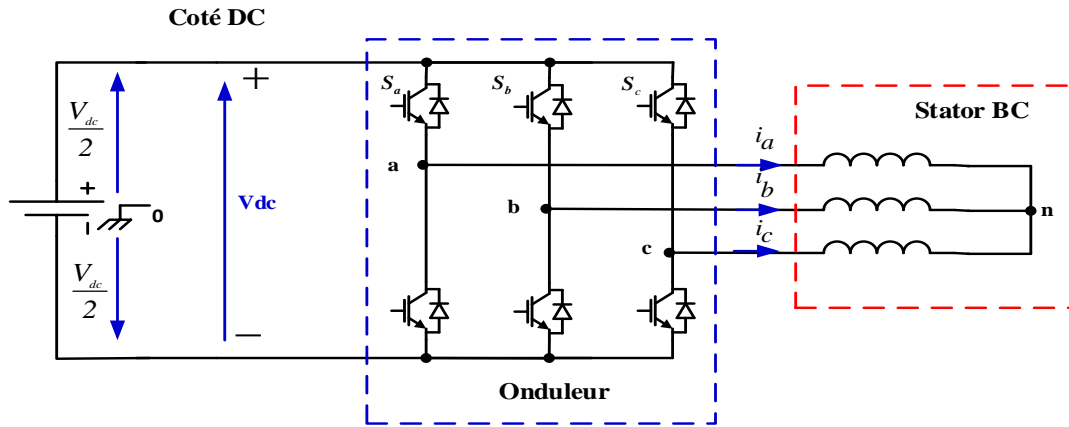 Coté DC
S_a
S_b
S_c
Stator BC
V_dc
2
+
i_a
a
+
0
Vdc
i_b
b
n
i_c
c
V_dc
2
Onduleur